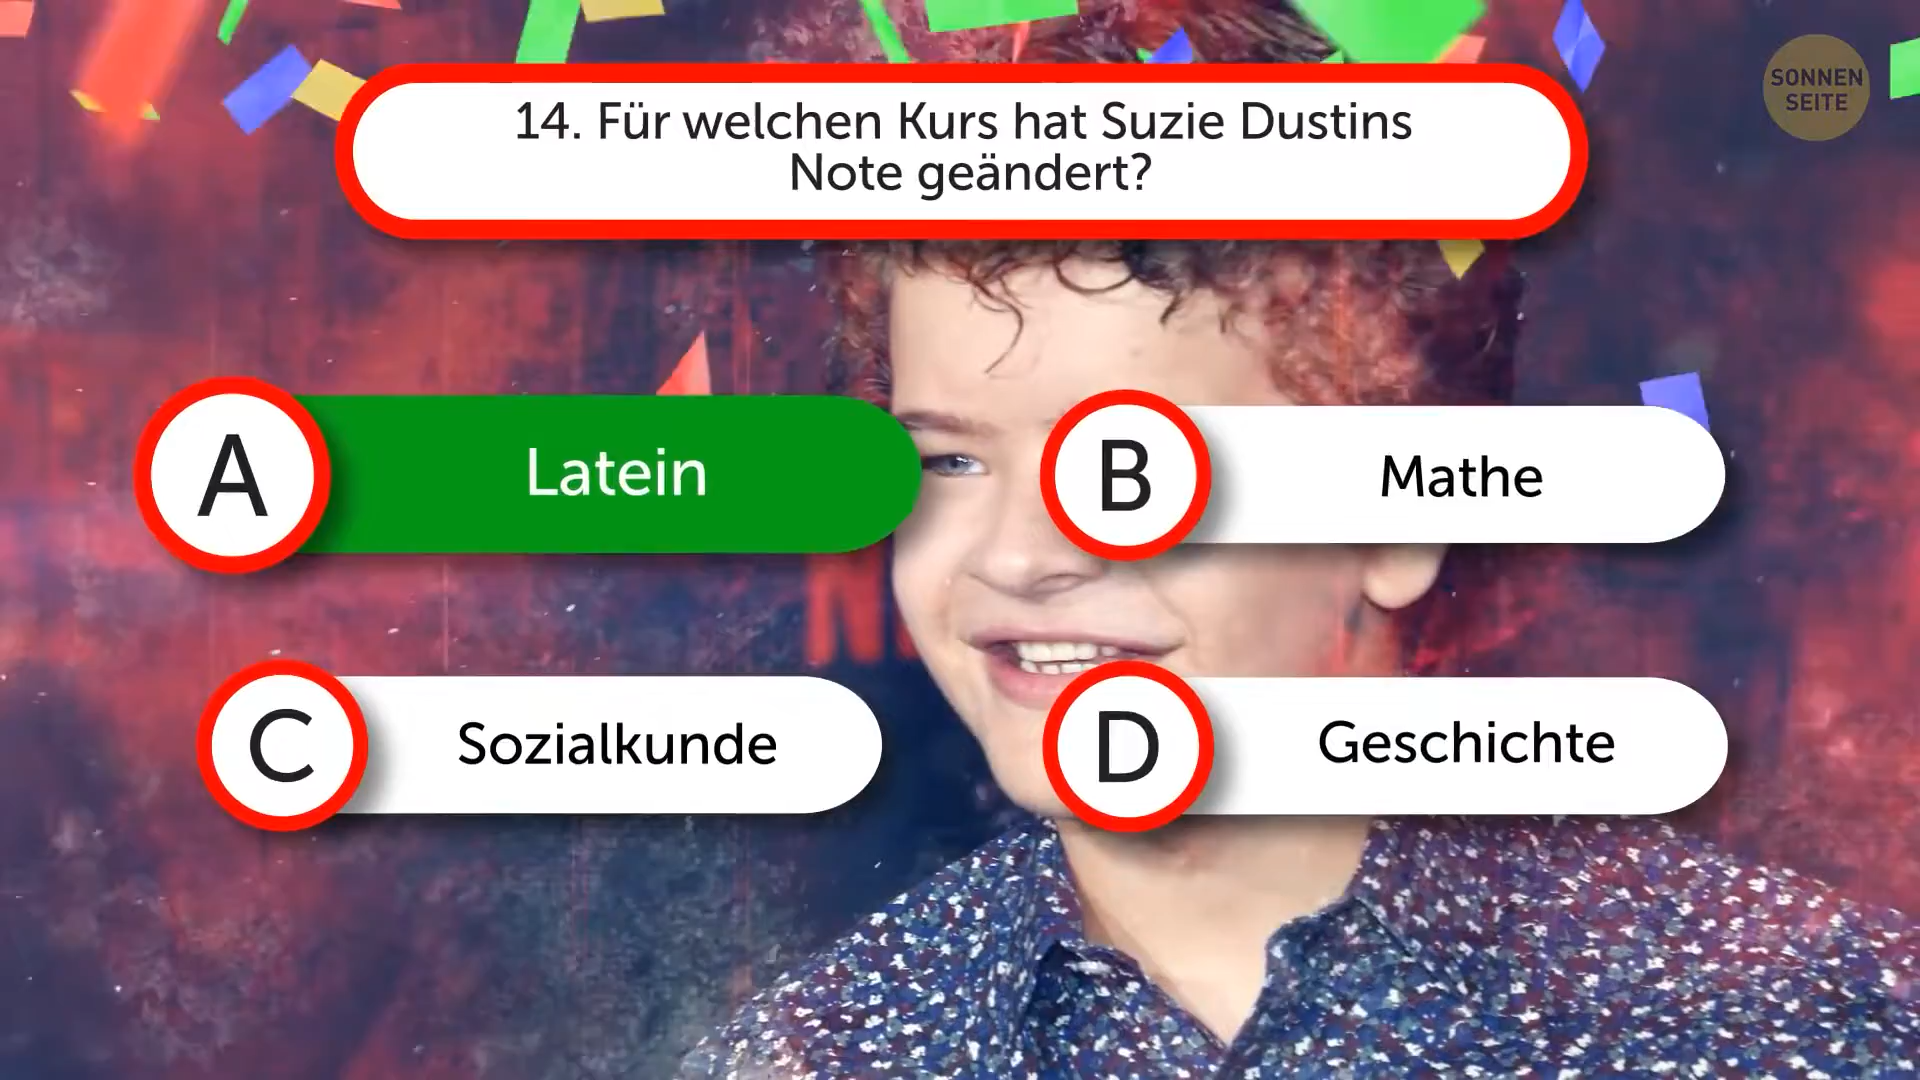 SONNEN
SEITE
14. Für welchen Kurs hat Suzie Dustins
Note geändert?
A
Latein
B
Mathe
C
Sozialkunde
D
Geschichte